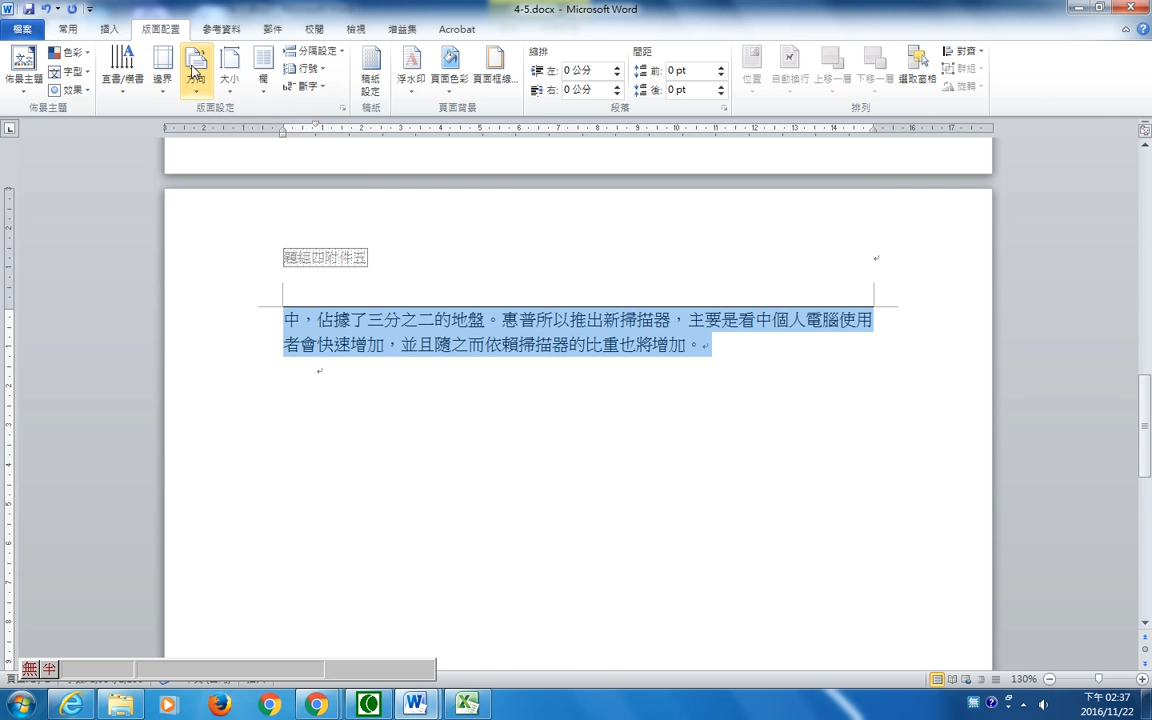 4-5.docx - Microsoft Word
檔案 常用 插入 版面配置 參考資料 郵件 校閱 檢視 增益集 Acrobat
佈景主題 色彩 字型 效果 直書/橫書 邊界 方向 大小 欄 分隔設定 行號 斷字 稿紙設定 浮水印 頁面色彩 頁面框線... 縮排 左: 0 公分 右: 0 公分 間距 前: 0 pt 後: 0 pt 位置 自動換行 上移一層 下移一層 選取窗格 對齊 群組 旋轉
佈景主題 版面設定 稿紙 頁面背景 段落 排列
題組四附件五
中，佔據了三分之二的地盤。惠普所以推出新掃描器，主要是看中個人電腦使用
者會快速增加，並且隨之而依賴掃描器的比重也將增加。
無 半
130%
無
下午 02:37
2016/11/22